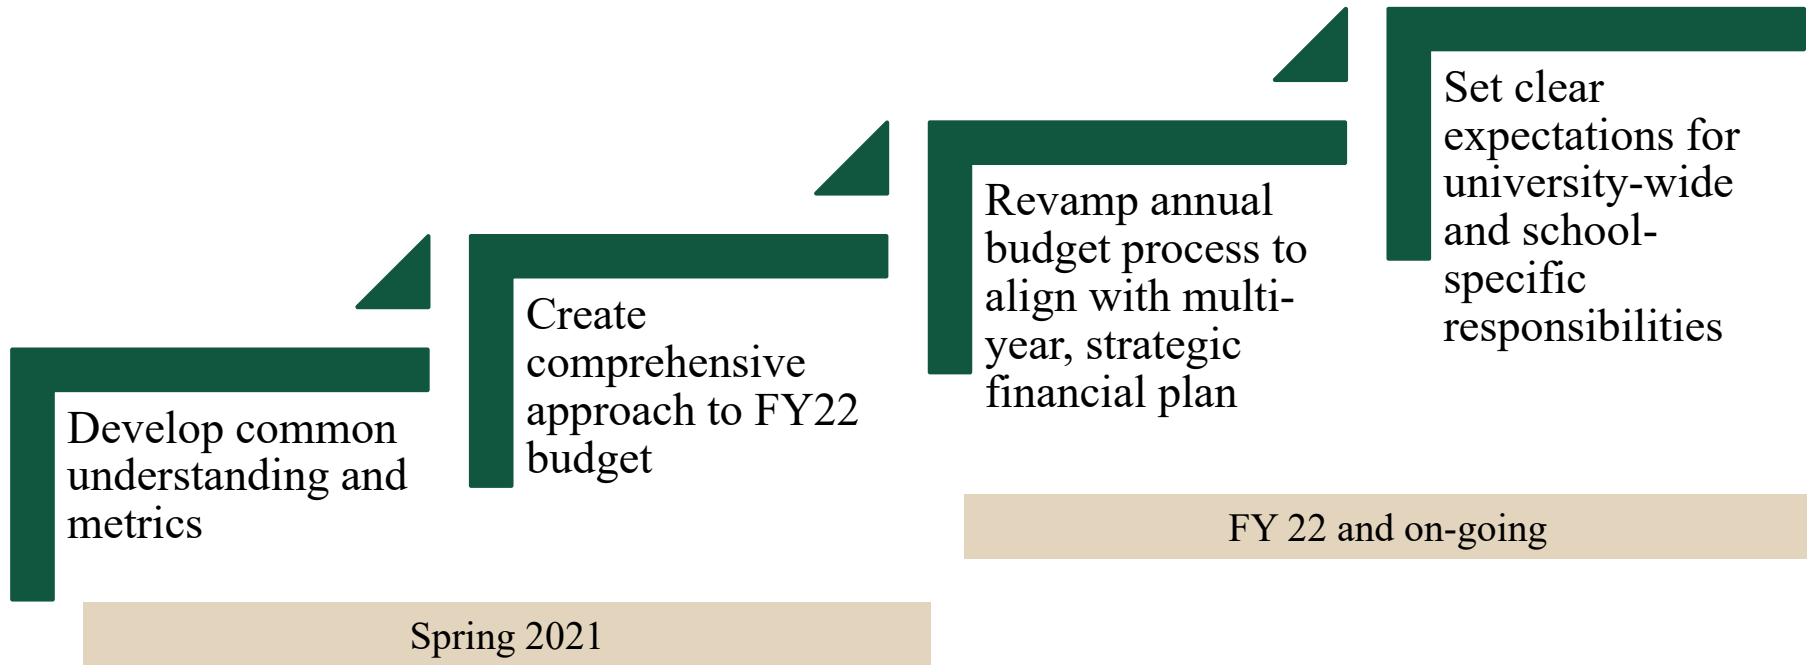 Develop common
understanding and
metrics
Create
comprehensive
approach to FY22
budget
Revamp annual
budget process to
align with multi-
year, strategic
financial plan
Set clear
expectations for
university-wide
and school-
specific
responsibilities
Spring 2021
FY 22 and on-going